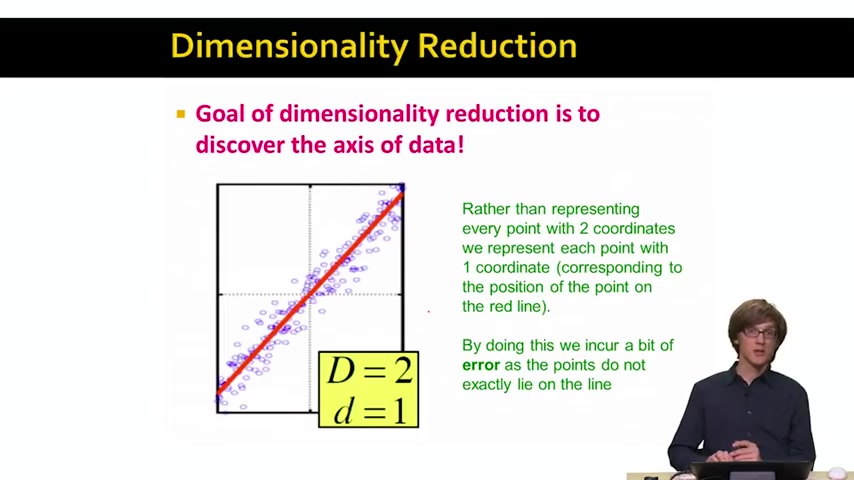 Dimensionality Reduction
Goal of dimensionality reduction is to
discover the axis of data!
Rather than representing
every point with 2 coordinates
we represent each point with
1 coordinate (corresponding to
the position of the point on
the red line).
By doing this we incur a bit of
error as the points do not
exactly lie on the line
D = 2
d = 1